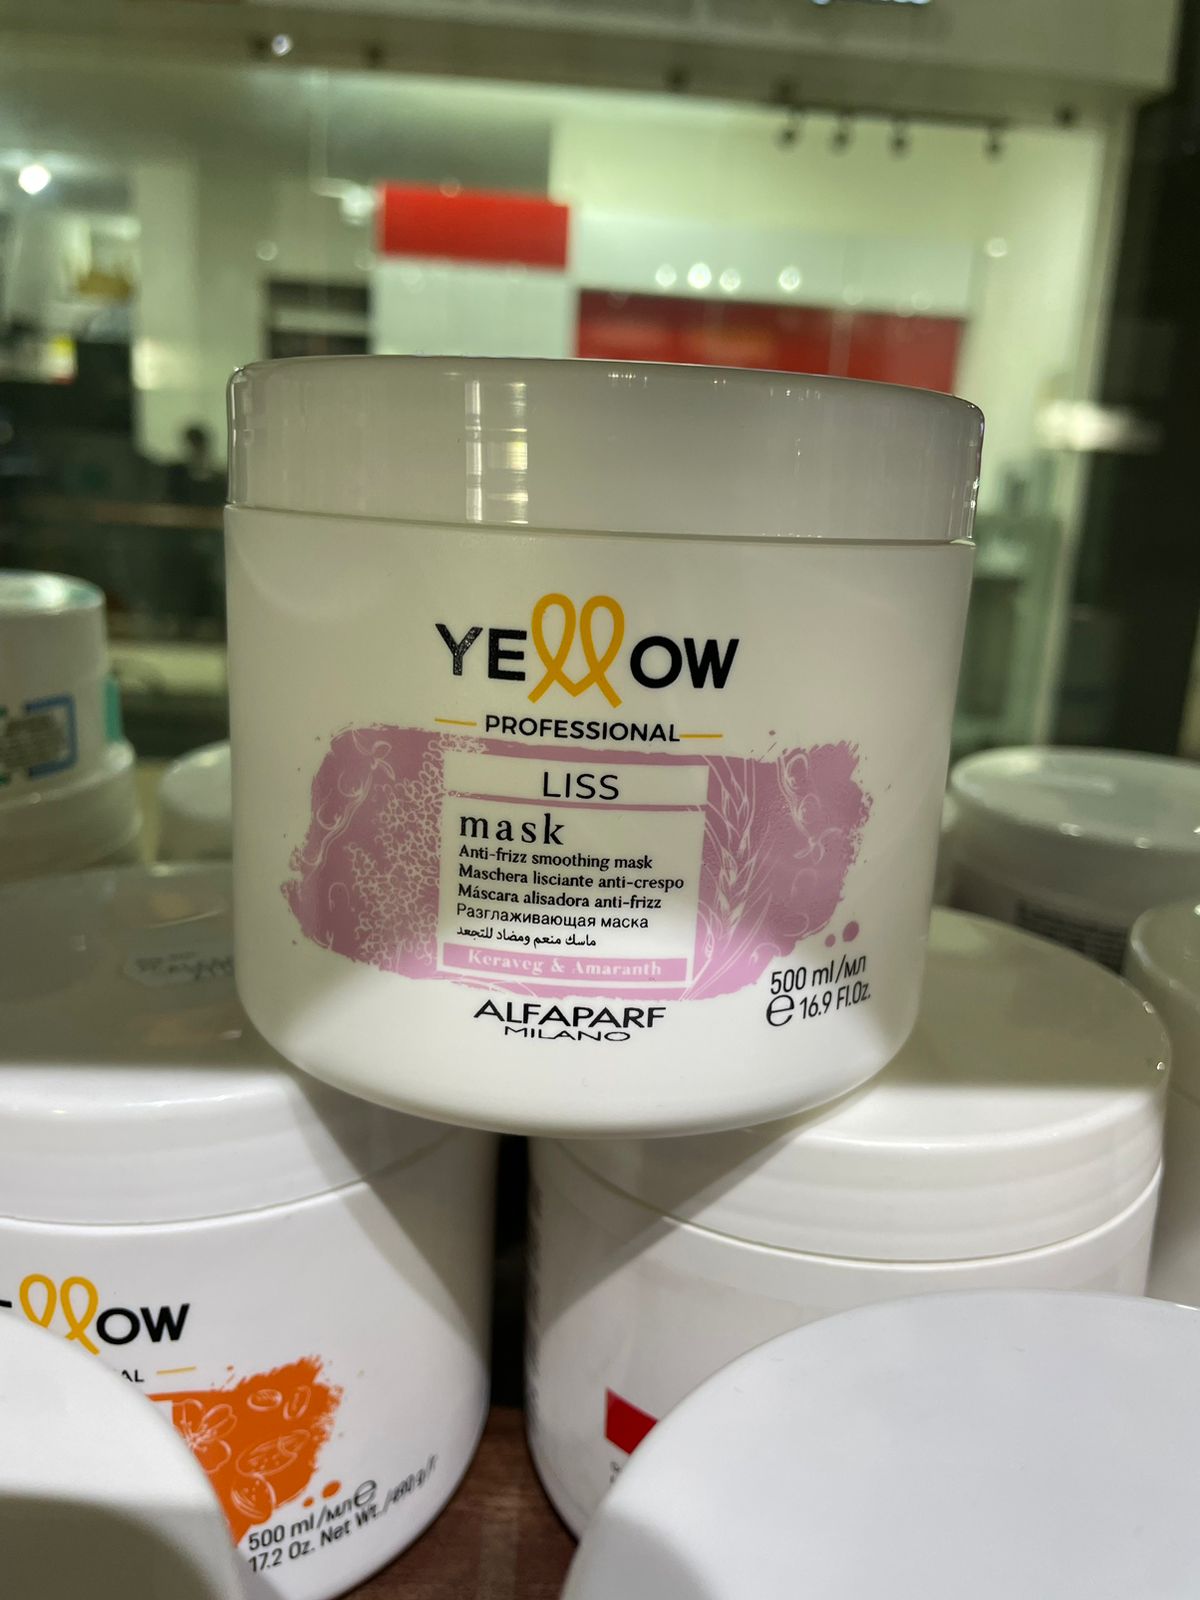 YELLOW
PROFESSIONAL
LISS
mask
Anti-frizz smoothing mask
Maschera lisciante anti-crespo
Máscara alisadora anti-frizz
Разглаживающая маска
ماسك منعم ومضاد للتجعد
Keraveg & Amaranth
500 ml/мл
e 16.9 Fl.Oz.
ALFAPARF
MILANO
LLOW
AL
500 ml/мл e
17.2 Oz. Net Wt./490 g/г